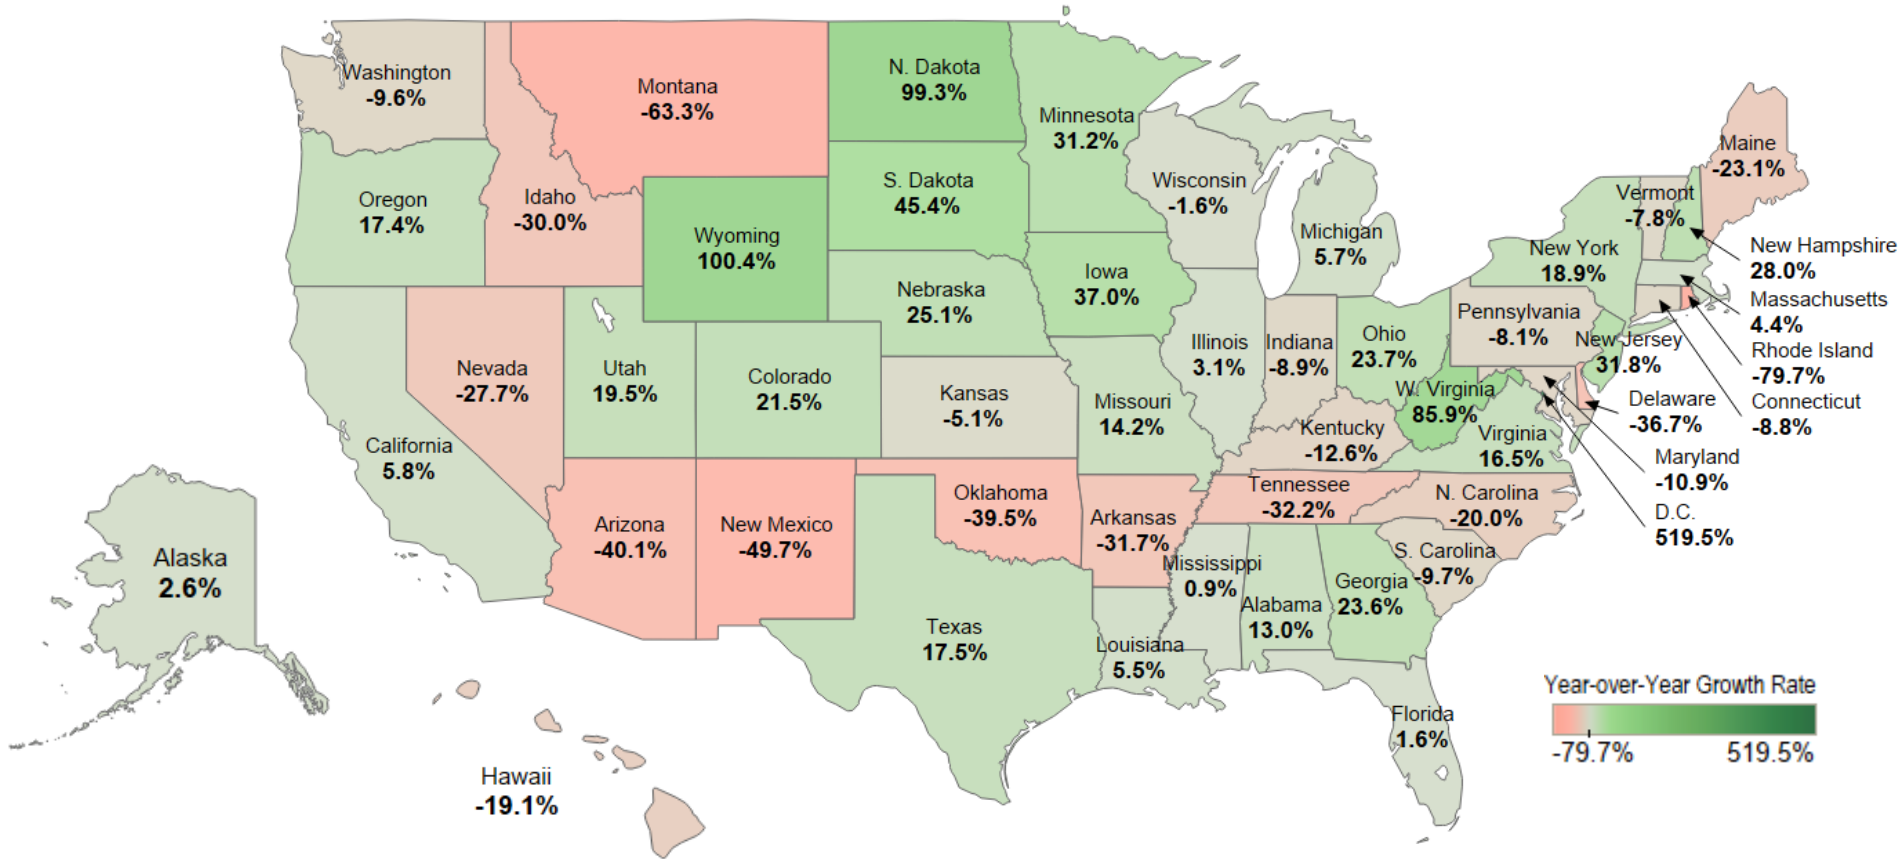 Washington
-9.6%
Montana
-63.3%
N. Dakota
99.3%
Minnesota
31.2%
Oregon
17.4%
Idaho
-30.0%
Wyoming
100.4%
S. Dakota
45.4%
Wisconsin
-1.6%
Michigan
5.7%
Maine
-23.1%
Vermont
-7.8%
New York
18.9%
New Hampshire
28.0%
Massachusetts
4.4%
Rhode Island
-79.7%
Connecticut
-8.8%
Nevada
-27.7%
Utah
19.5%
Colorado
21.5%
Nebraska
25.1%
Iowa
37.0%
Kansas
-5.1%
Missouri
14.2%
Illinois
3.1%
Indiana
-8.9%
Ohio
23.7%
Pennsylvania
-8.1%
New Jersey
31.8%
Delaware
-36.7%
Maryland
-10.9%
D.C.
519.5%
W. Virginia
85.9%
Virginia
16.5%
Kentucky
-12.6%
California
5.8%
Arizona
-40.1%
New Mexico
-49.7%
Oklahoma
-39.5%
Arkansas
-31.7%
Tennessee
-32.2%
N. Carolina
-20.0%
S. Carolina
-9.7%
Georgia
23.6%
Alabama
13.0%
Mississippi
0.9%
Louisiana
5.5%
Texas
17.5%
Florida
1.6%
Alaska
2.6%
Hawaii
-19.1%
Year-over-Year Growth Rate
-79.7%
519.5%